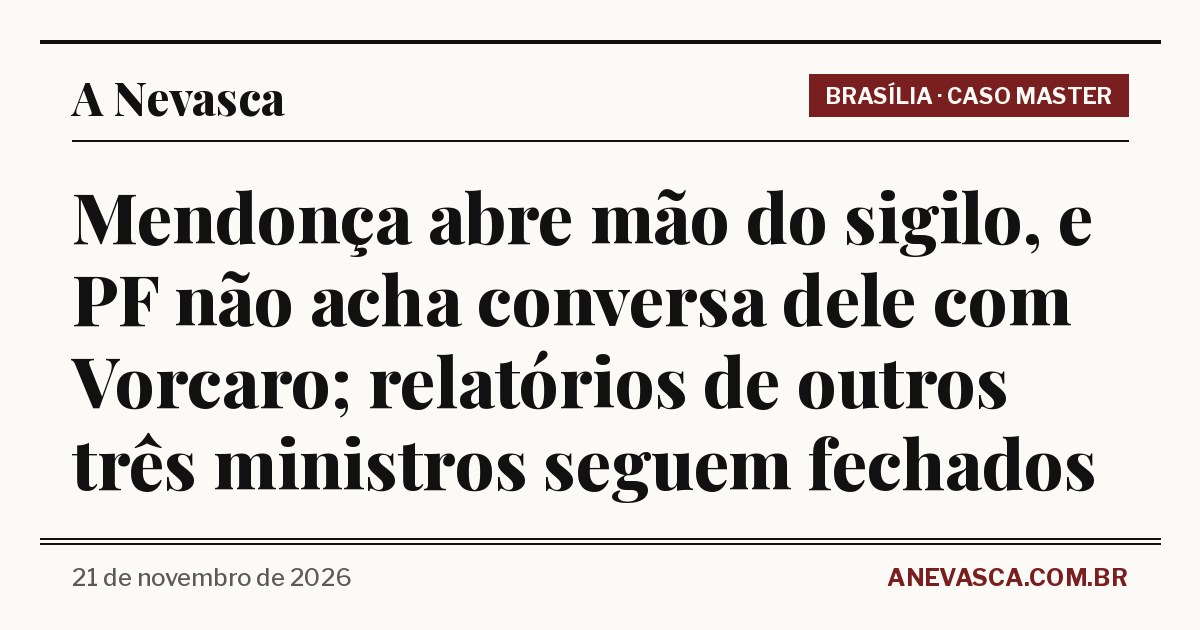 A Nevasca
BRASÍLIA · CASO MASTER
Mendonça abre mão do sigilo, e
PF não acha conversa dele com
Vorcaro; relatórios de outros
três ministros seguem fechados
21 de novembro de 2026
ANEVASCA.COM.BR